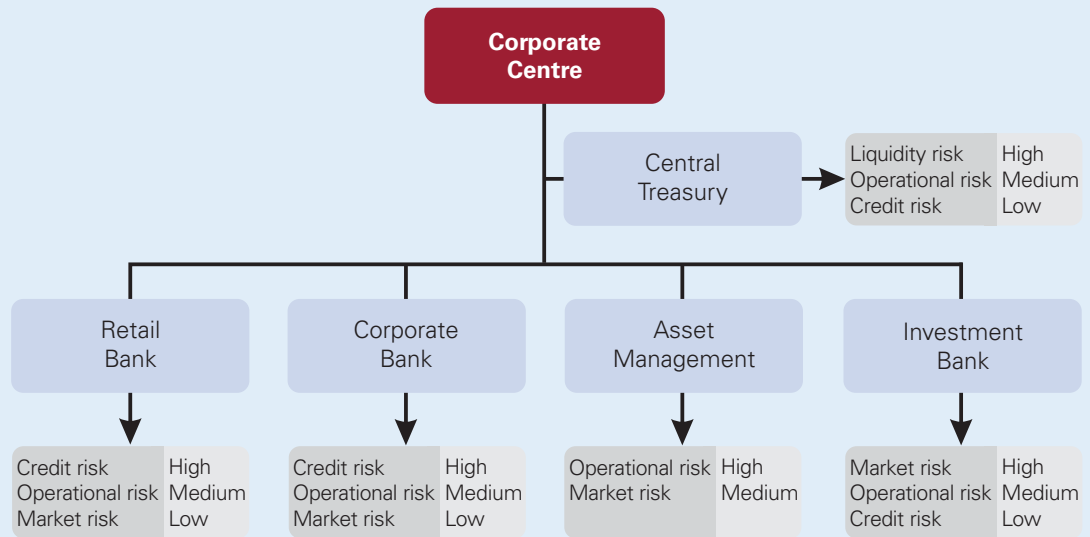 Corporate
Centre
Central
Treasury
Liquidity risk High
Operational risk Medium
Credit risk Low
Retail
Bank
Corporate
Bank
Asset
Management
Investment
Bank
Credit risk High
Operational risk Medium
Market risk Low
Credit risk High
Operational risk Medium
Market risk Low
Operational risk High
Market risk Medium
Market risk High
Operational risk Medium
Credit risk Low